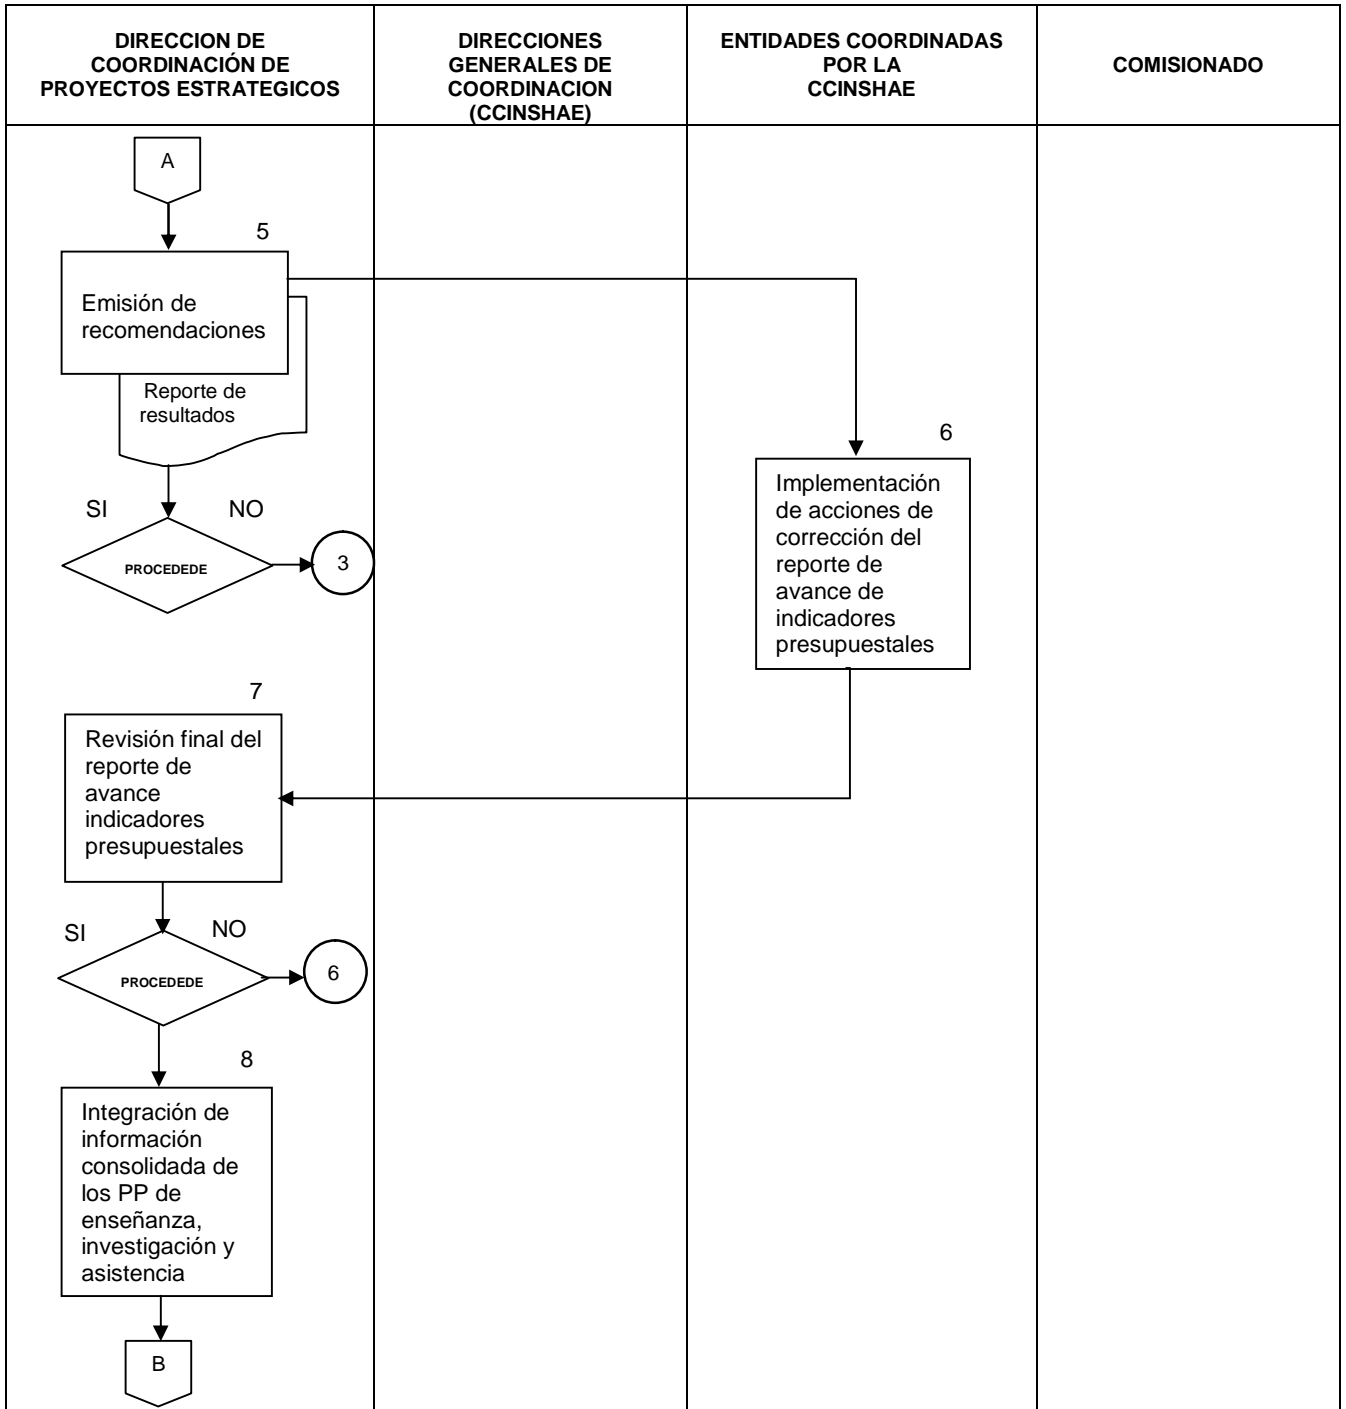 DIRECCION DE
COORDINACIÓN DE
PROYECTOS ESTRATEGICOS
DIRECCIONES
GENERALES DE
COORDINACION
(CCINSHAE)
ENTIDADES COORDINADAS
POR LA
CCINSHAE
COMISIONADO
A
5
Emisión de
recomendaciones
Reporte de
resultados
6
Implementación
de acciones de
corrección del
reporte de
avance de
indicadores
presupuestales
SI
NO
PROCEDEDE
3
7
Revisión final del
reporte de
avance
indicadores
presupuestales
SI
NO
PROCEDEDE
6
8
Integración de
información
consolidada de
los PP de
enseñanza,
investigación y
asistencia
B